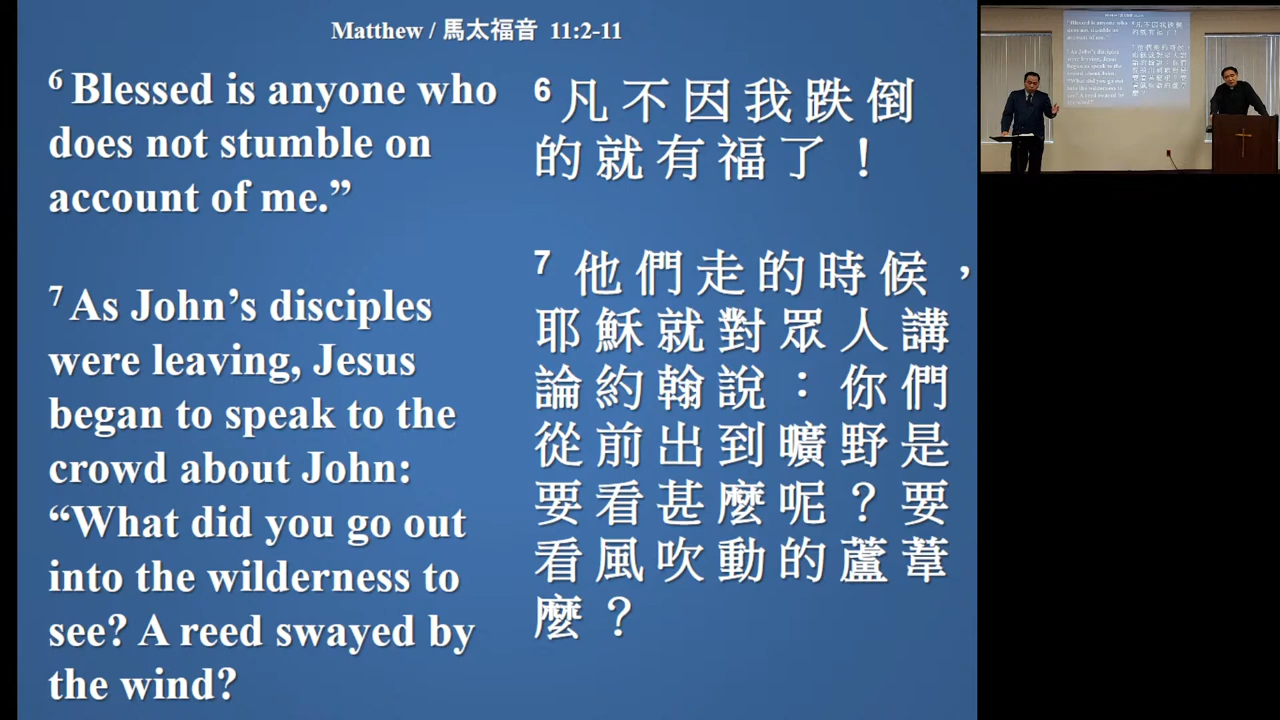 Matthew / 馬太福音 11:2-11
6 Blessed is anyone who
does not stumble on
account of me.”
7 As John’s disciples
were leaving, Jesus
began to speak to the
crowd about John:
“What did you go out
into the wilderness to
see? A reed swayed by
the wind?
6 凡不因我跌倒
的就有福了！
7 他們走的時候，
耶穌就對眾人講
論約翰說：你們
從前出到曠野是
要看甚麼呢？要
看風吹動的蘆葦
麼？